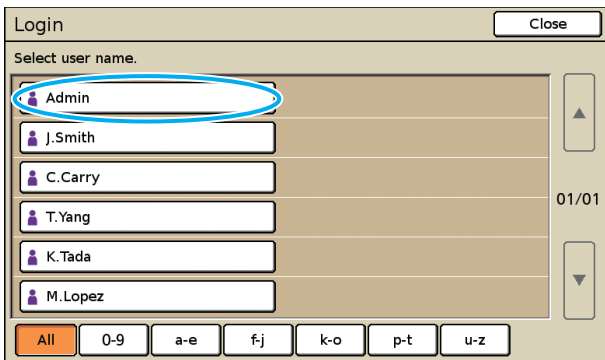 Login
Close
Select user name.
Admin
J.Smith
C.Carry
T.Yang
K.Tada
M.Lopez
01/01
All 0-9 a-e f-j k-o p-t u-z